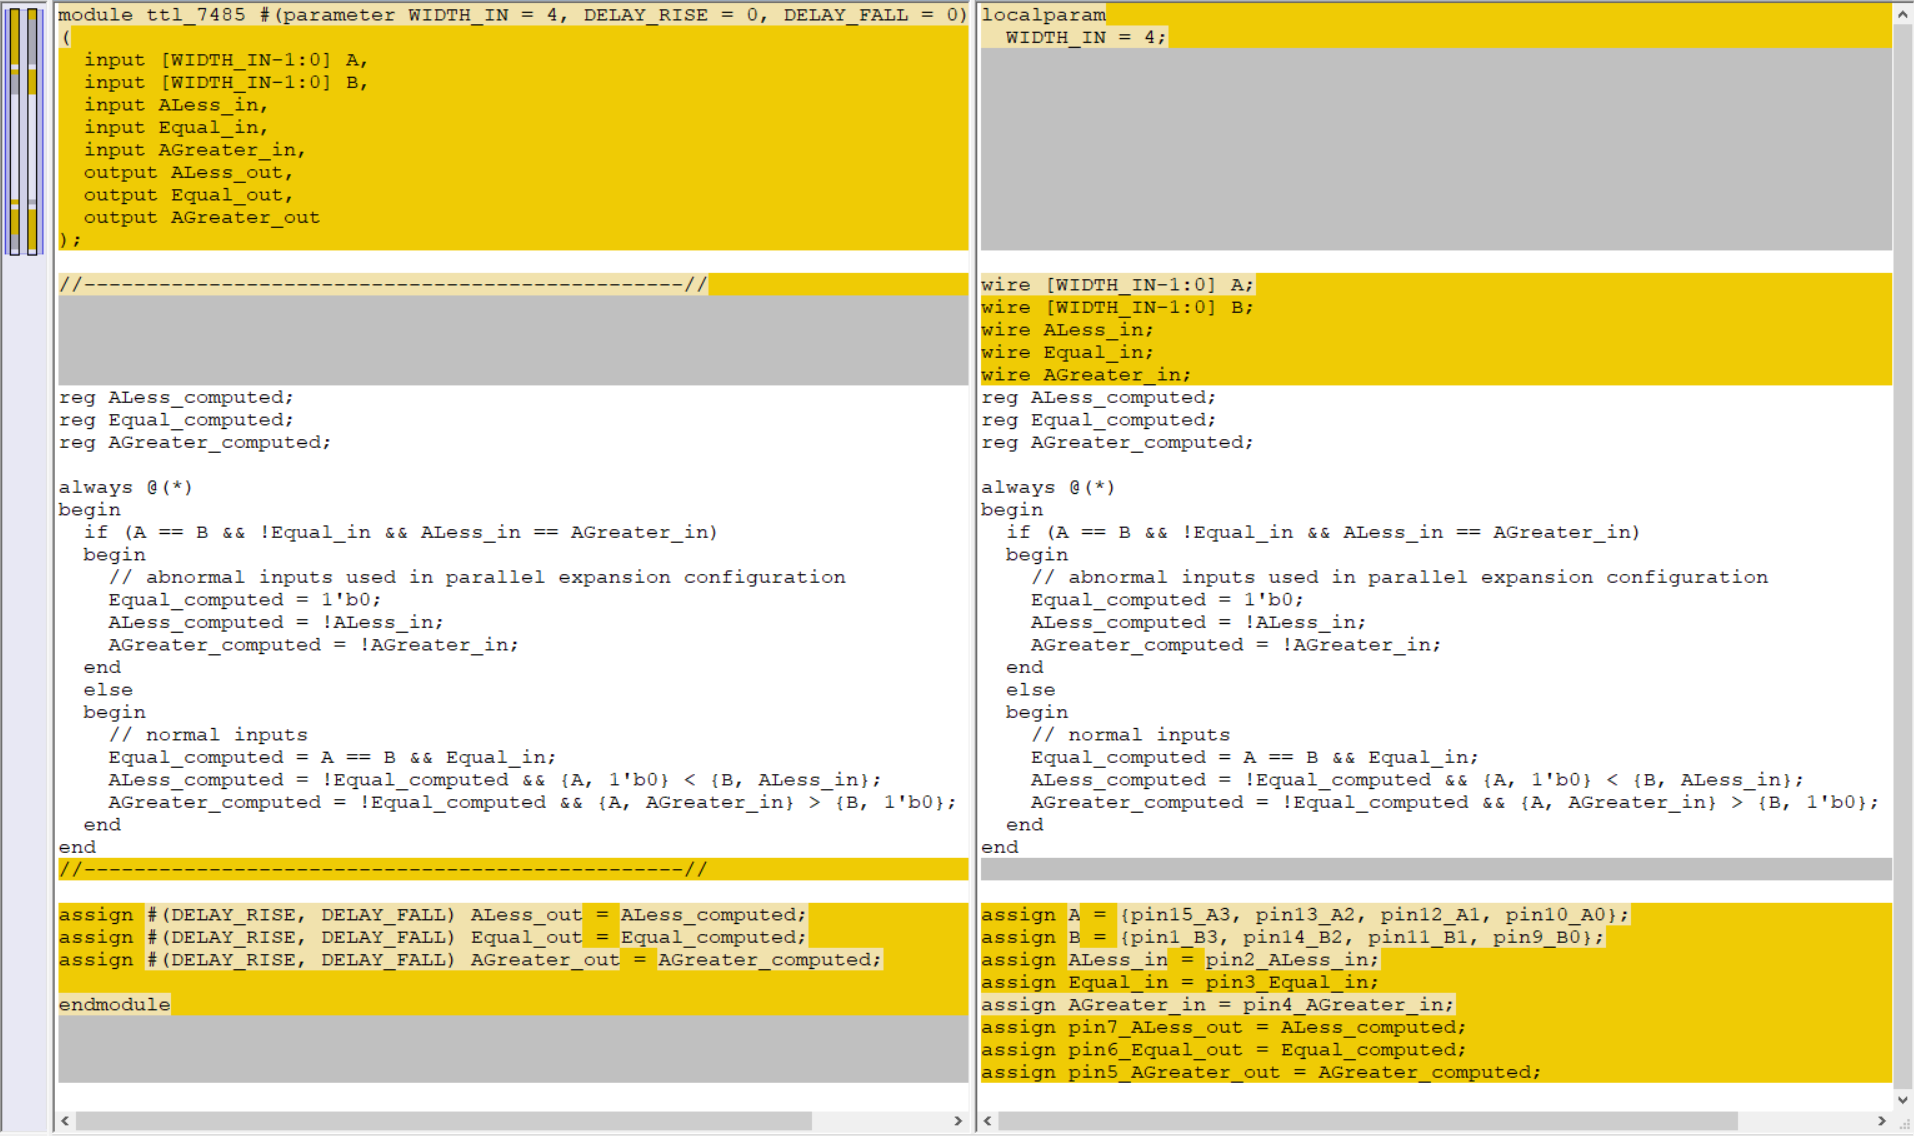 module ttl_7485 #(parameter WIDTH_IN = 4, DELAY_RISE = 0, DELAY_FALL = 0)
(
  input [WIDTH_IN-1:0] A,
  input [WIDTH_IN-1:0] B,
  input ALess_in,
  input Equal_in,
  input AGreater_in,
  output ALess_out,
  output Equal_out,
  output AGreater_out
);
//------------------------------------------------//
reg ALess_computed;
reg Equal_computed;
reg AGreater_computed;
always @(*)
begin
  if (A == B && !Equal_in && ALess_in == AGreater_in)
  begin
    // abnormal inputs used in parallel expansion configuration
    Equal_computed = 1'b0;
    ALess_computed = !ALess_in;
    AGreater_computed = !AGreater_in;
  end
  else
  begin
    // normal inputs
    Equal_computed = A == B && Equal_in;
    ALess_computed = !Equal_computed && {A, 1'b0} < {B, ALess_in};
    AGreater_computed = !Equal_computed && {A, AGreater_in} > {B, 1'b0};
  end
end
//------------------------------------------------//
assign #(DELAY_RISE, DELAY_FALL) ALess_out = ALess_computed;
assign #(DELAY_RISE, DELAY_FALL) Equal_out = Equal_computed;
assign #(DELAY_RISE, DELAY_FALL) AGreater_out = AGreater_computed;
endmodule
localparam
  WIDTH_IN = 4;
wire [WIDTH_IN-1:0] A;
wire [WIDTH_IN-1:0] B;
wire ALess_in;
wire Equal_in;
wire AGreater_in;
reg ALess_computed;
reg Equal_computed;
reg AGreater_computed;
always @(*)
begin
  if (A == B && !Equal_in && ALess_in == AGreater_in)
  begin
    // abnormal inputs used in parallel expansion configuration
    Equal_computed = 1'b0;
    ALess_computed = !ALess_in;
    AGreater_computed = !AGreater_in;
  end
  else
  begin
    // normal inputs
    Equal_computed = A == B && Equal_in;
    ALess_computed = !Equal_computed && {A, 1'b0} < {B, ALess_in};
    AGreater_computed = !Equal_computed && {A, AGreater_in} > {B, 1'b0};
  end
end
assign A = {pin15_A3, pin13_A2, pin12_A1, pin10_A0};
assign B = {pin1_B3, pin14_B2, pin11_B1, pin9_B0};
assign ALess_in = pin2_ALess_in;
assign Equal_in = pin3_Equal_in;
assign AGreater_in = pin4_AGreater_in;
assign pin7_ALess_out = ALess_computed;
assign pin6_Equal_out = Equal_computed;
assign pin5_AGreater_out = AGreater_computed;